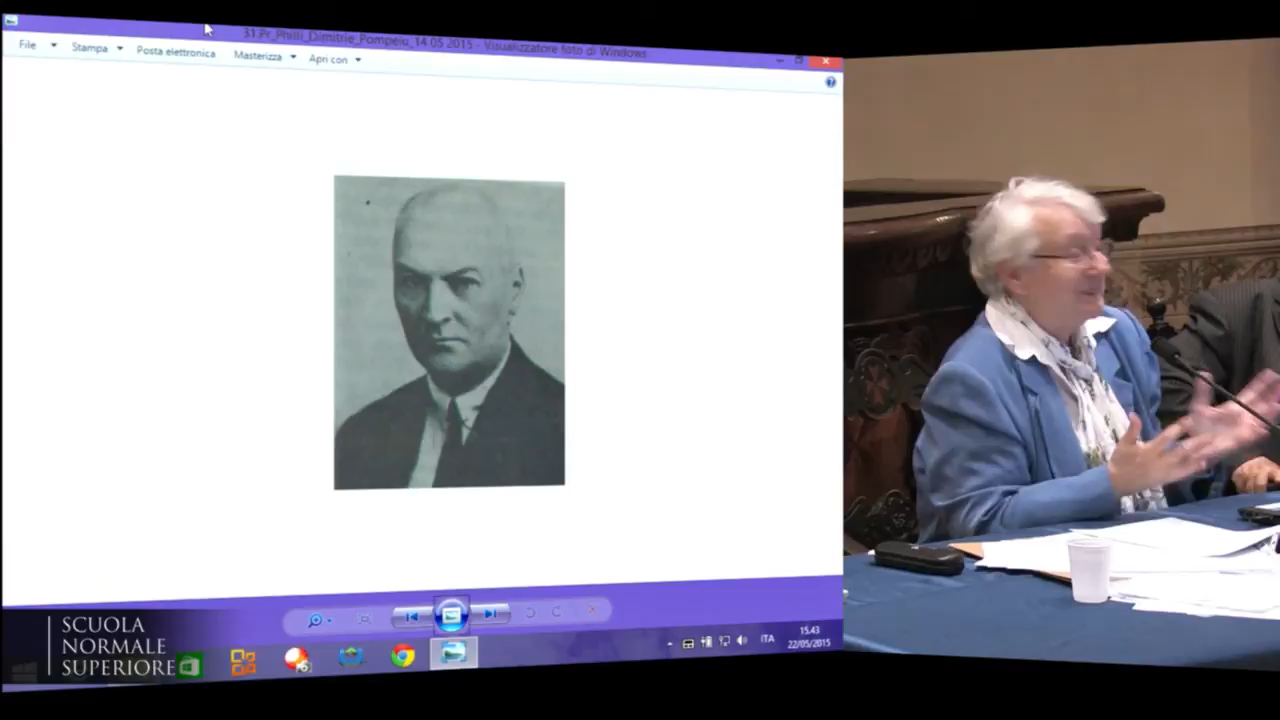 31.Pr_Philli_Dimitrie_Pompeiu_14 05 2015 - Visualizzatore foto di Windows
File Stampa Posta elettronica Masterizza Apri con
SCUOLA
NORMALE
SUPERIORE
ITA
15.43
22/05/2015